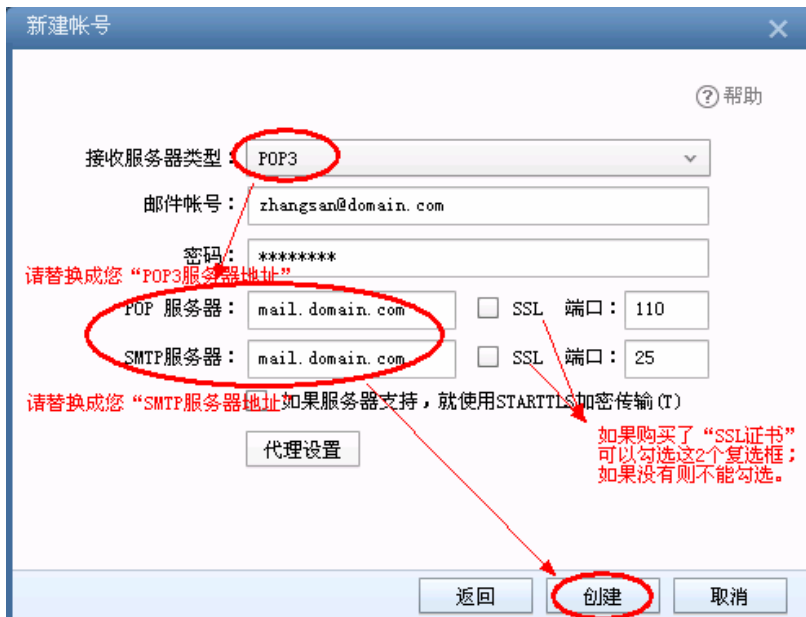 新建帐号
帮助
接收服务器类型： POP3
邮件帐号： zhangsan@domain.com
密码： ********
请替换成您“POP3服务器地址”
POP 服务器： mail.domain.com SSL 端口： 110
SMTP服务器： mail.domain.com SSL 端口： 25
请替换成您“SMTP服务器地址”
如果服务器支持，就使用STARTTLS加密传输(T)
代理设置
如果购买了“SSL证书”
可以勾选这2个复选框；
如果没有则不能勾选。
返回 创建 取消